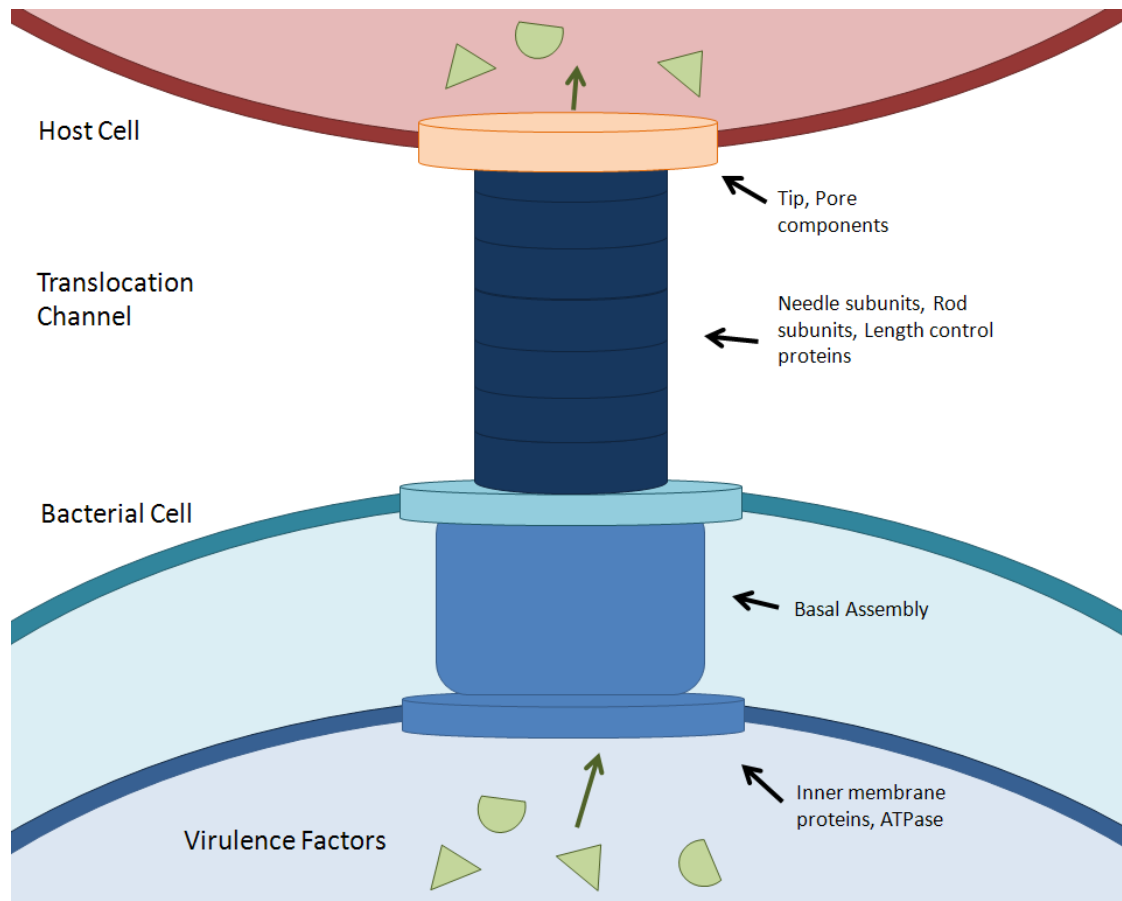 Host Cell
Tip, Pore
components
Translocation
Channel
Needle subunits, Rod
subunits, Length control
proteins
Bacterial Cell
Basal Assembly
Inner membrane
proteins, ATPase
Virulence Factors